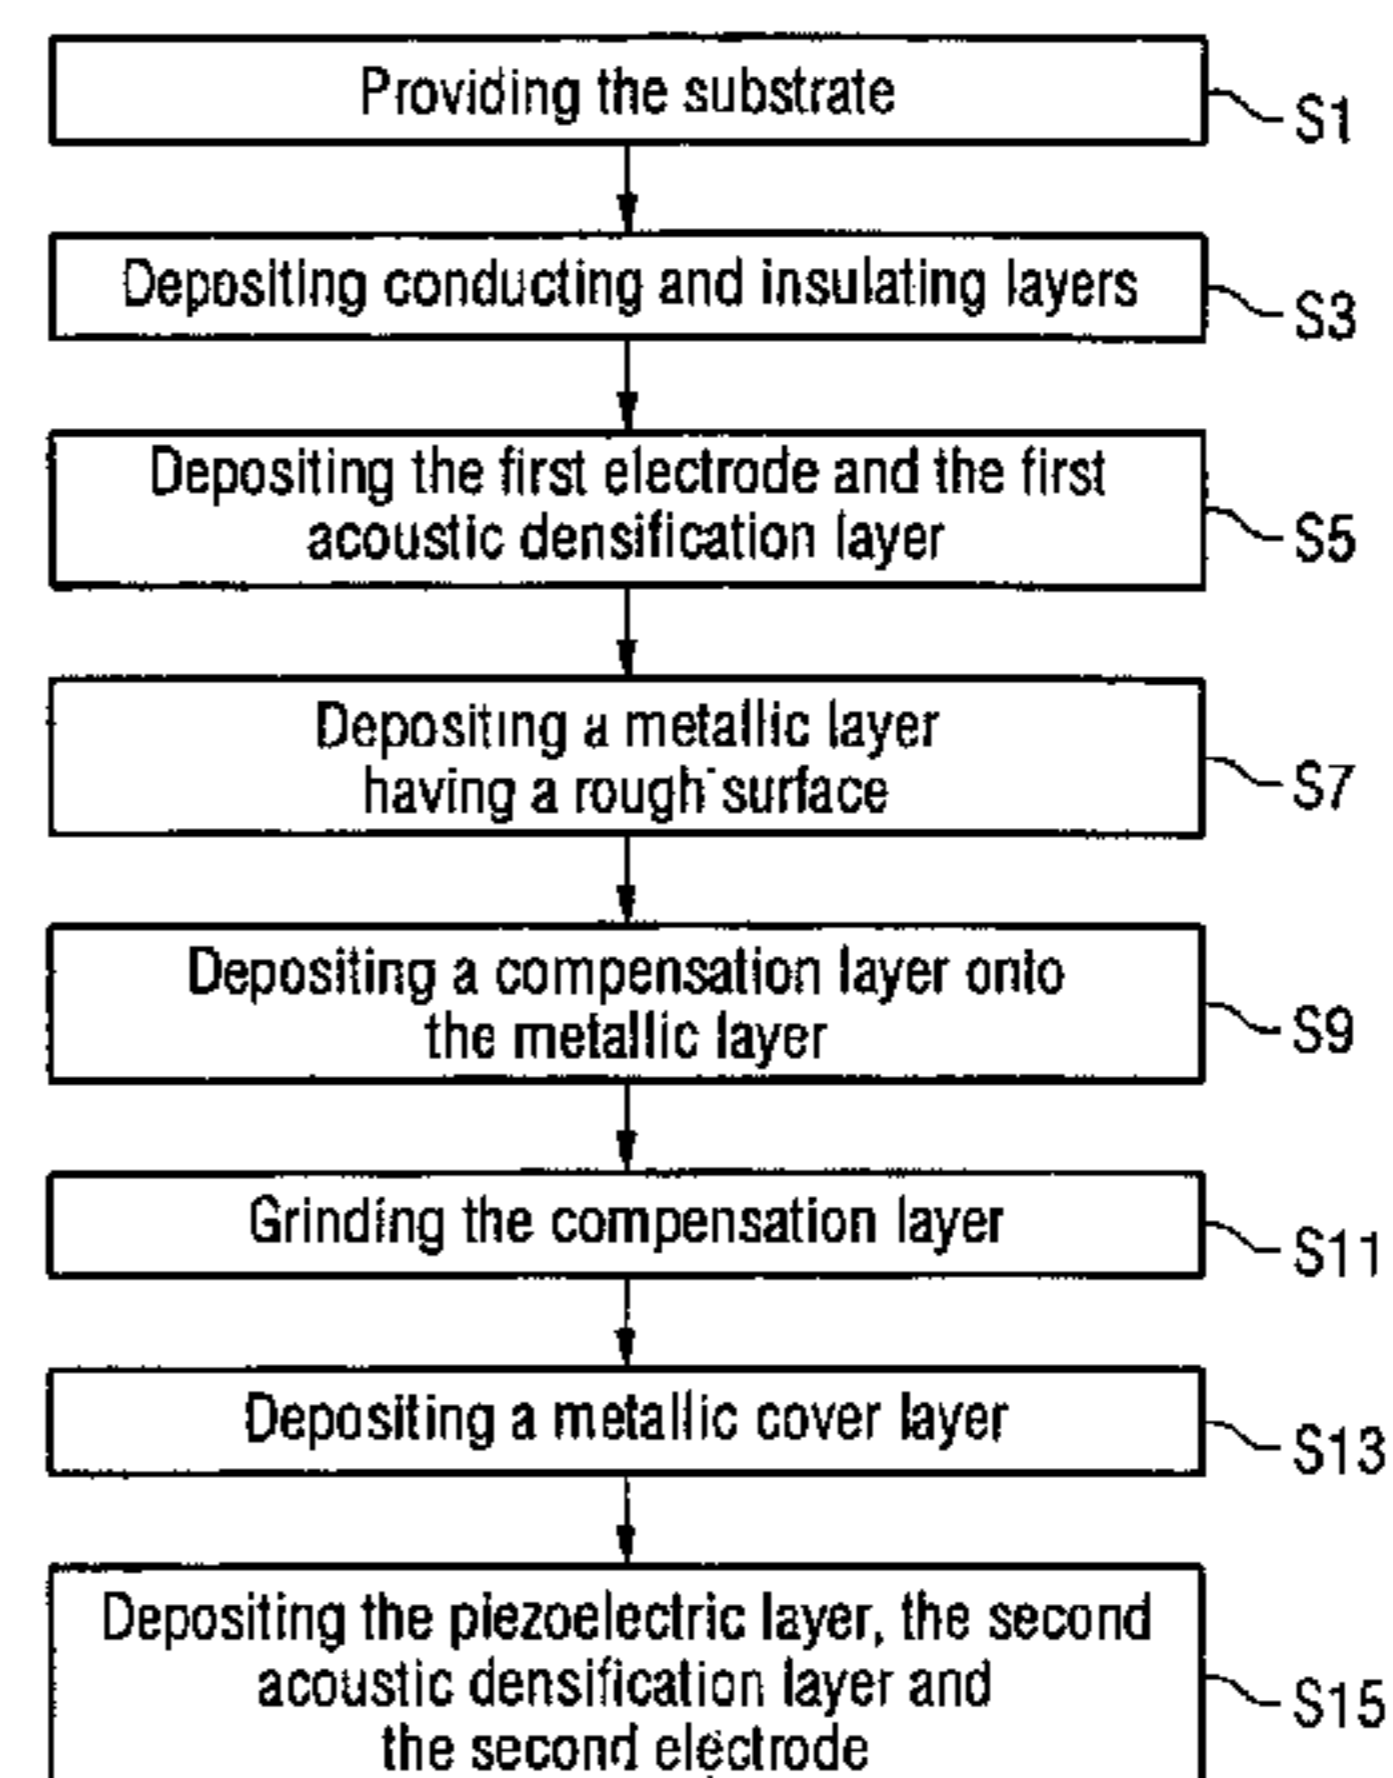 Providing the substrate
S1
Depositing conducting and insulating layers
S3
Depositing the first electrode and the first
acoustic densification layer
S5
Depositing a metallic layer
having a rough surface
S7
Depositing a compensation layer onto
the metallic layer
S9
Grinding the compensation layer
S11
Depositing a metallic cover layer
S13
Depositing the piezoelectric layer, the second
acoustic densification layer and
the second electrode
S15